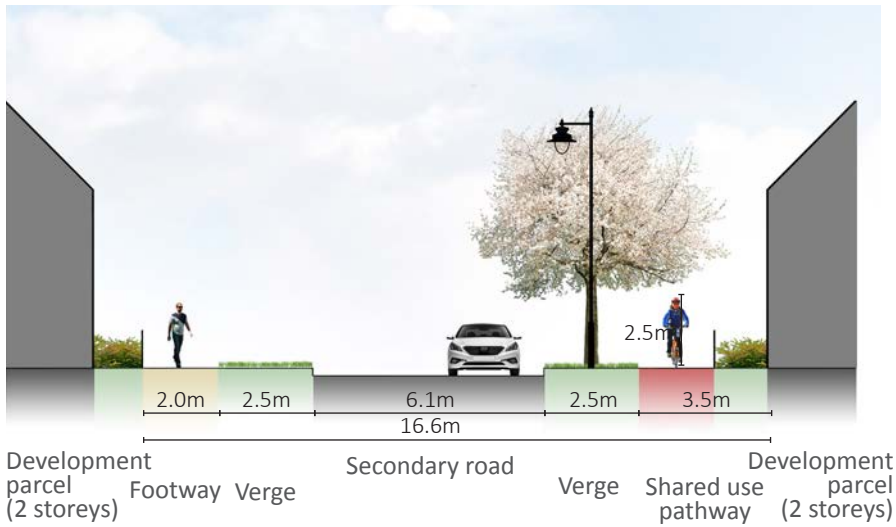 2.5m
2.0m 2.5m 6.1m 2.5m 3.5m
16.6m
Development
parcel
(2 storeys)
Footway
Verge
Secondary road
Verge
Shared use
pathway
Development
parcel
(2 storeys)